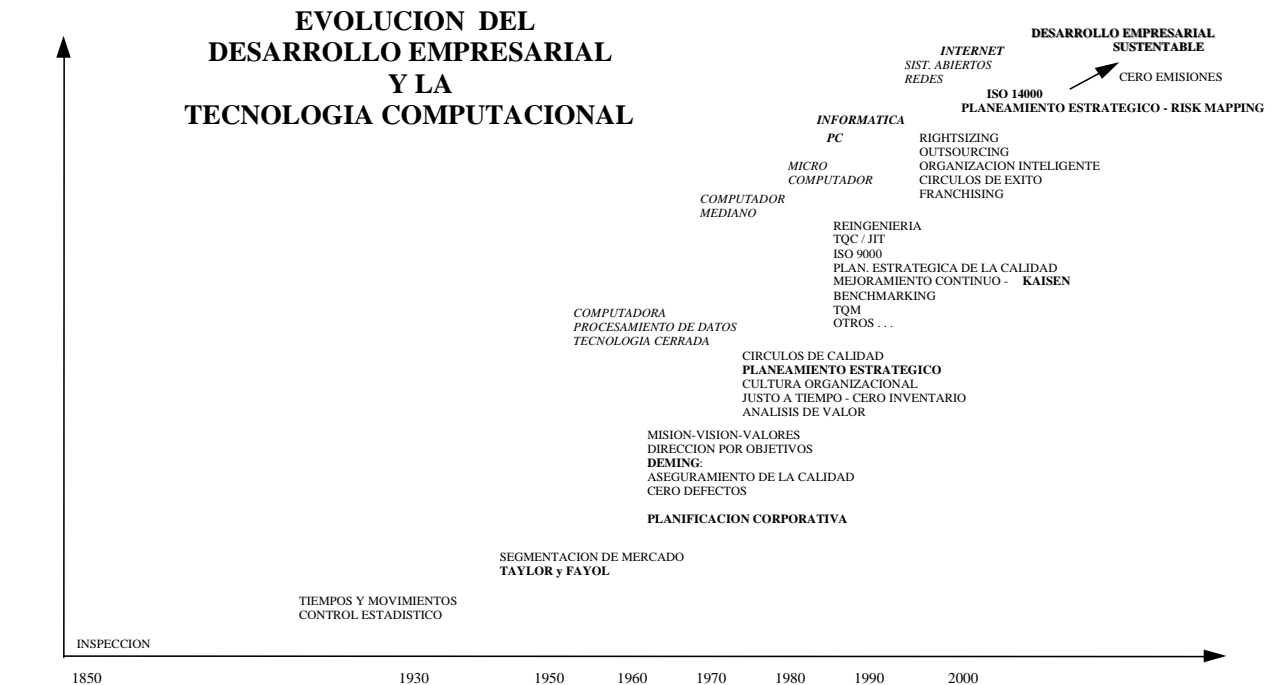 EVOLUCION DEL
DESARROLLO EMPRESARIAL
Y LA
TECNOLOGIA COMPUTACIONAL
DESARROLLO EMPRESARIAL
SUSTENTABLE
INTERNET
SIST. ABIERTOS
REDES
CERO EMISIONES
ISO 14000
PLANEAMIENTO ESTRATEGICO - RISK MAPPING
INFORMATICA
PC
RIGHTSIZING
OUTSOURCING
ORGANIZACION INTELIGENTE
CIRCULOS DE EXITO
FRANCHISING
MICRO
COMPUTADOR
COMPUTADOR
MEDIANO
REINGENIERIA
TQC / JIT
ISO 9000
PLAN. ESTRATEGICA DE LA CALIDAD
MEJORAMIENTO CONTINUO - KAISEN
BENCHMARKING
TQM
OTROS . . .
COMPUTADORA
PROCESAMIENTO DE DATOS
TECNOLOGIA CERRADA
CIRCULOS DE CALIDAD
PLANEAMIENTO ESTRATEGICO
CULTURA ORGANIZACIONAL
JUSTO A TIEMPO - CERO INVENTARIO
ANALISIS DE VALOR
MISION-VISION-VALORES
DIRECCION POR OBJETIVOS
DEMING:
ASEGURAMIENTO DE LA CALIDAD
CERO DEFECTOS
PLANIFICACION CORPORATIVA
SEGMENTACION DE MERCADO
TAYLOR y FAYOL
TIEMPOS Y MOVIMIENTOS
CONTROL ESTADISTICO
INSPECCION
1850 1930 1950 1960 1970 1980 1990 2000